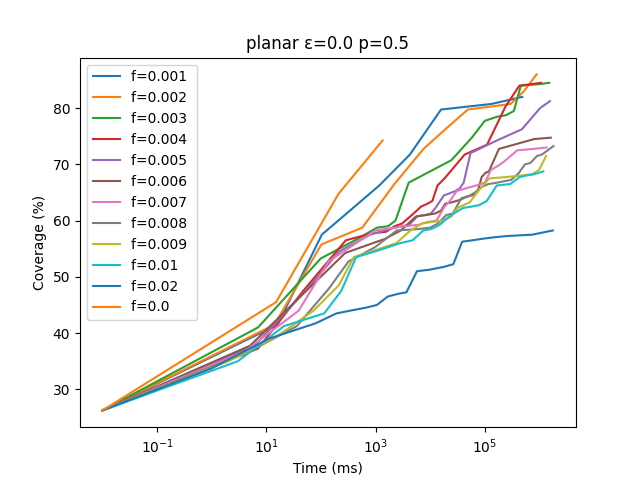 planar ε=0.0 p=0.5
f=0.001
f=0.002
f=0.003
f=0.004
f=0.005
f=0.006
f=0.007
f=0.008
f=0.009
f=0.01
f=0.02
f=0.0
Coverage (%)
80
70
60
50
40
30
10⁻¹ 10¹ 10³ 10⁵
Time (ms)